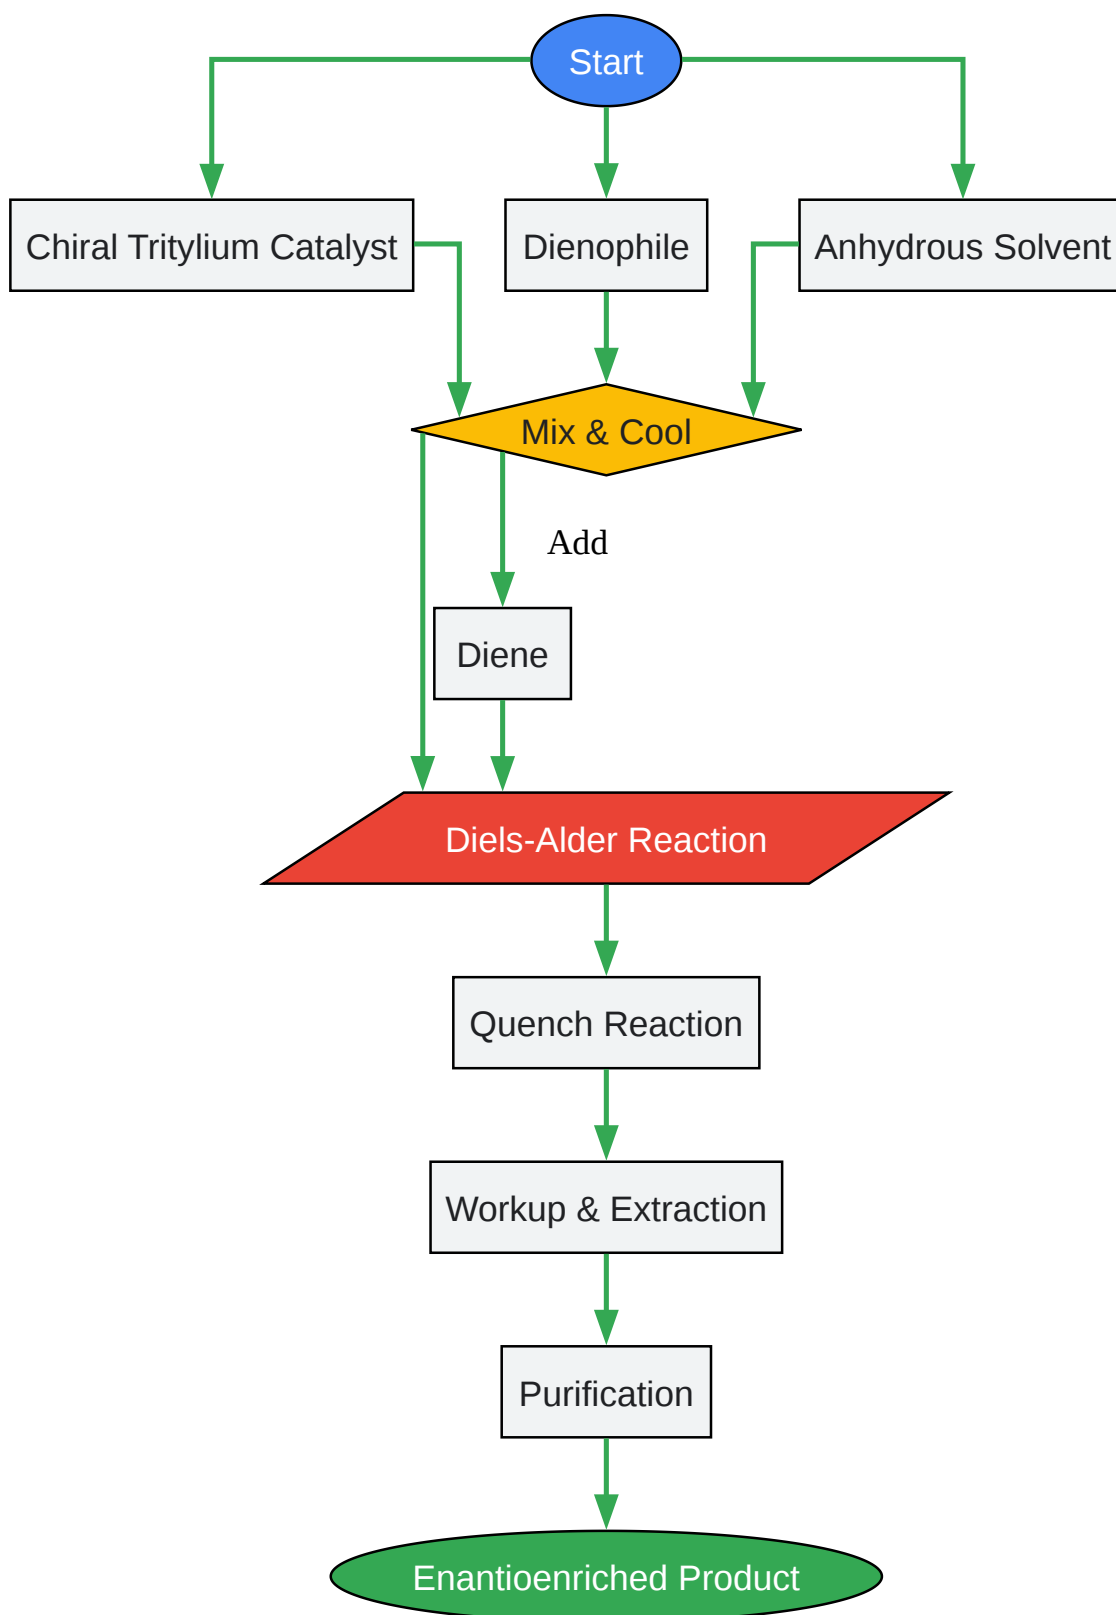 Start
Chiral Tritylium Catalyst
Dienophile
Anhydrous Solvent
Mix & Cool
Add
Diene
Diels-Alder Reaction
Quench Reaction
Workup & Extraction
Purification
Enantioenriched Product